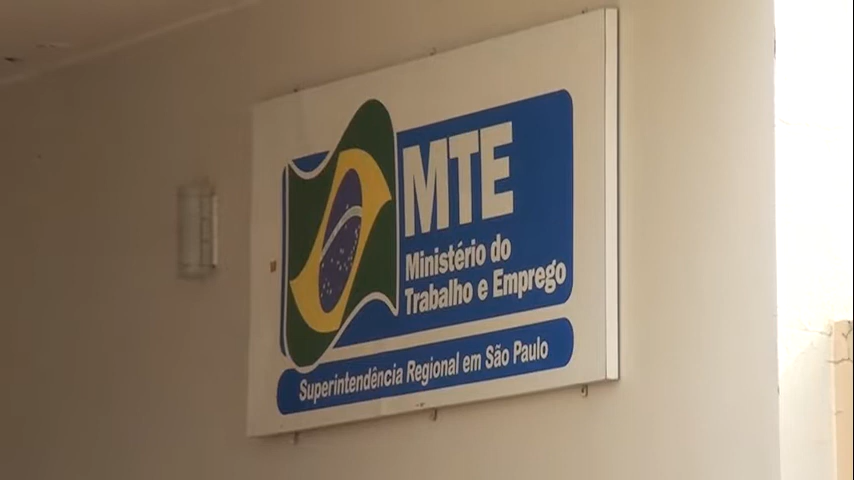 MTE
Ministério do
Trabalho e Emprego
Superintendência Regional em São Paulo